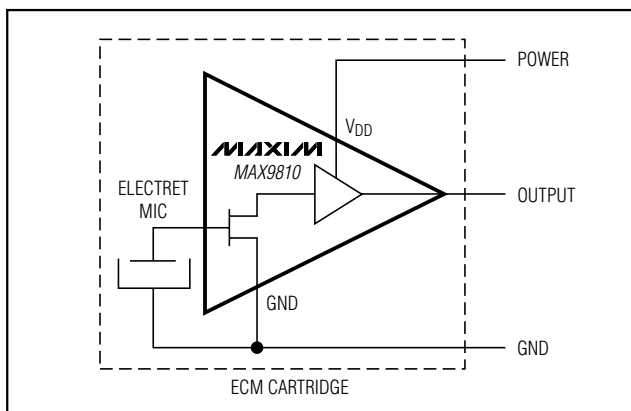 POWER
VDD
MAXIM
MAX9810
ELECTRET
MIC
OUTPUT
GND
GND
ECM CARTRIDGE